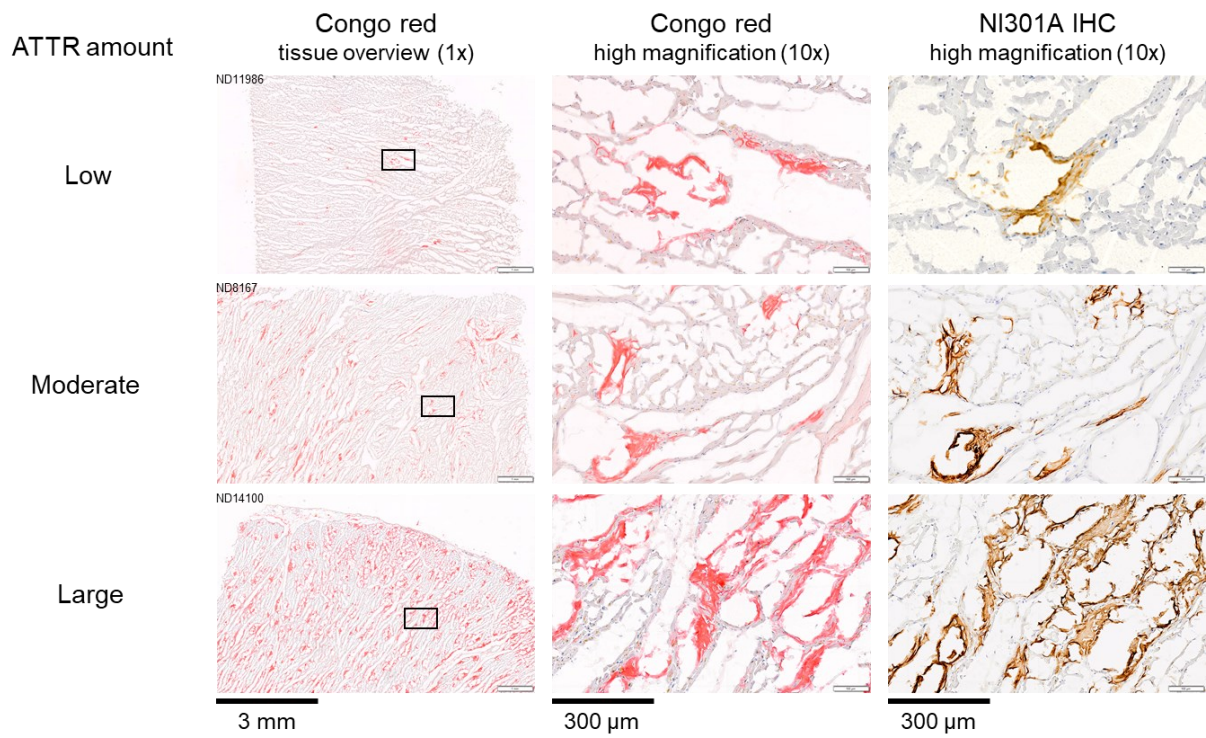 ATTR amount
Congo red
tissue overview (1x)
Congo red
high magnification (10x)
NI301A IHC
high magnification (10x)
Low
ND11986
Moderate
ND8167
Large
ND14100
3 mm
300 µm
300 µm